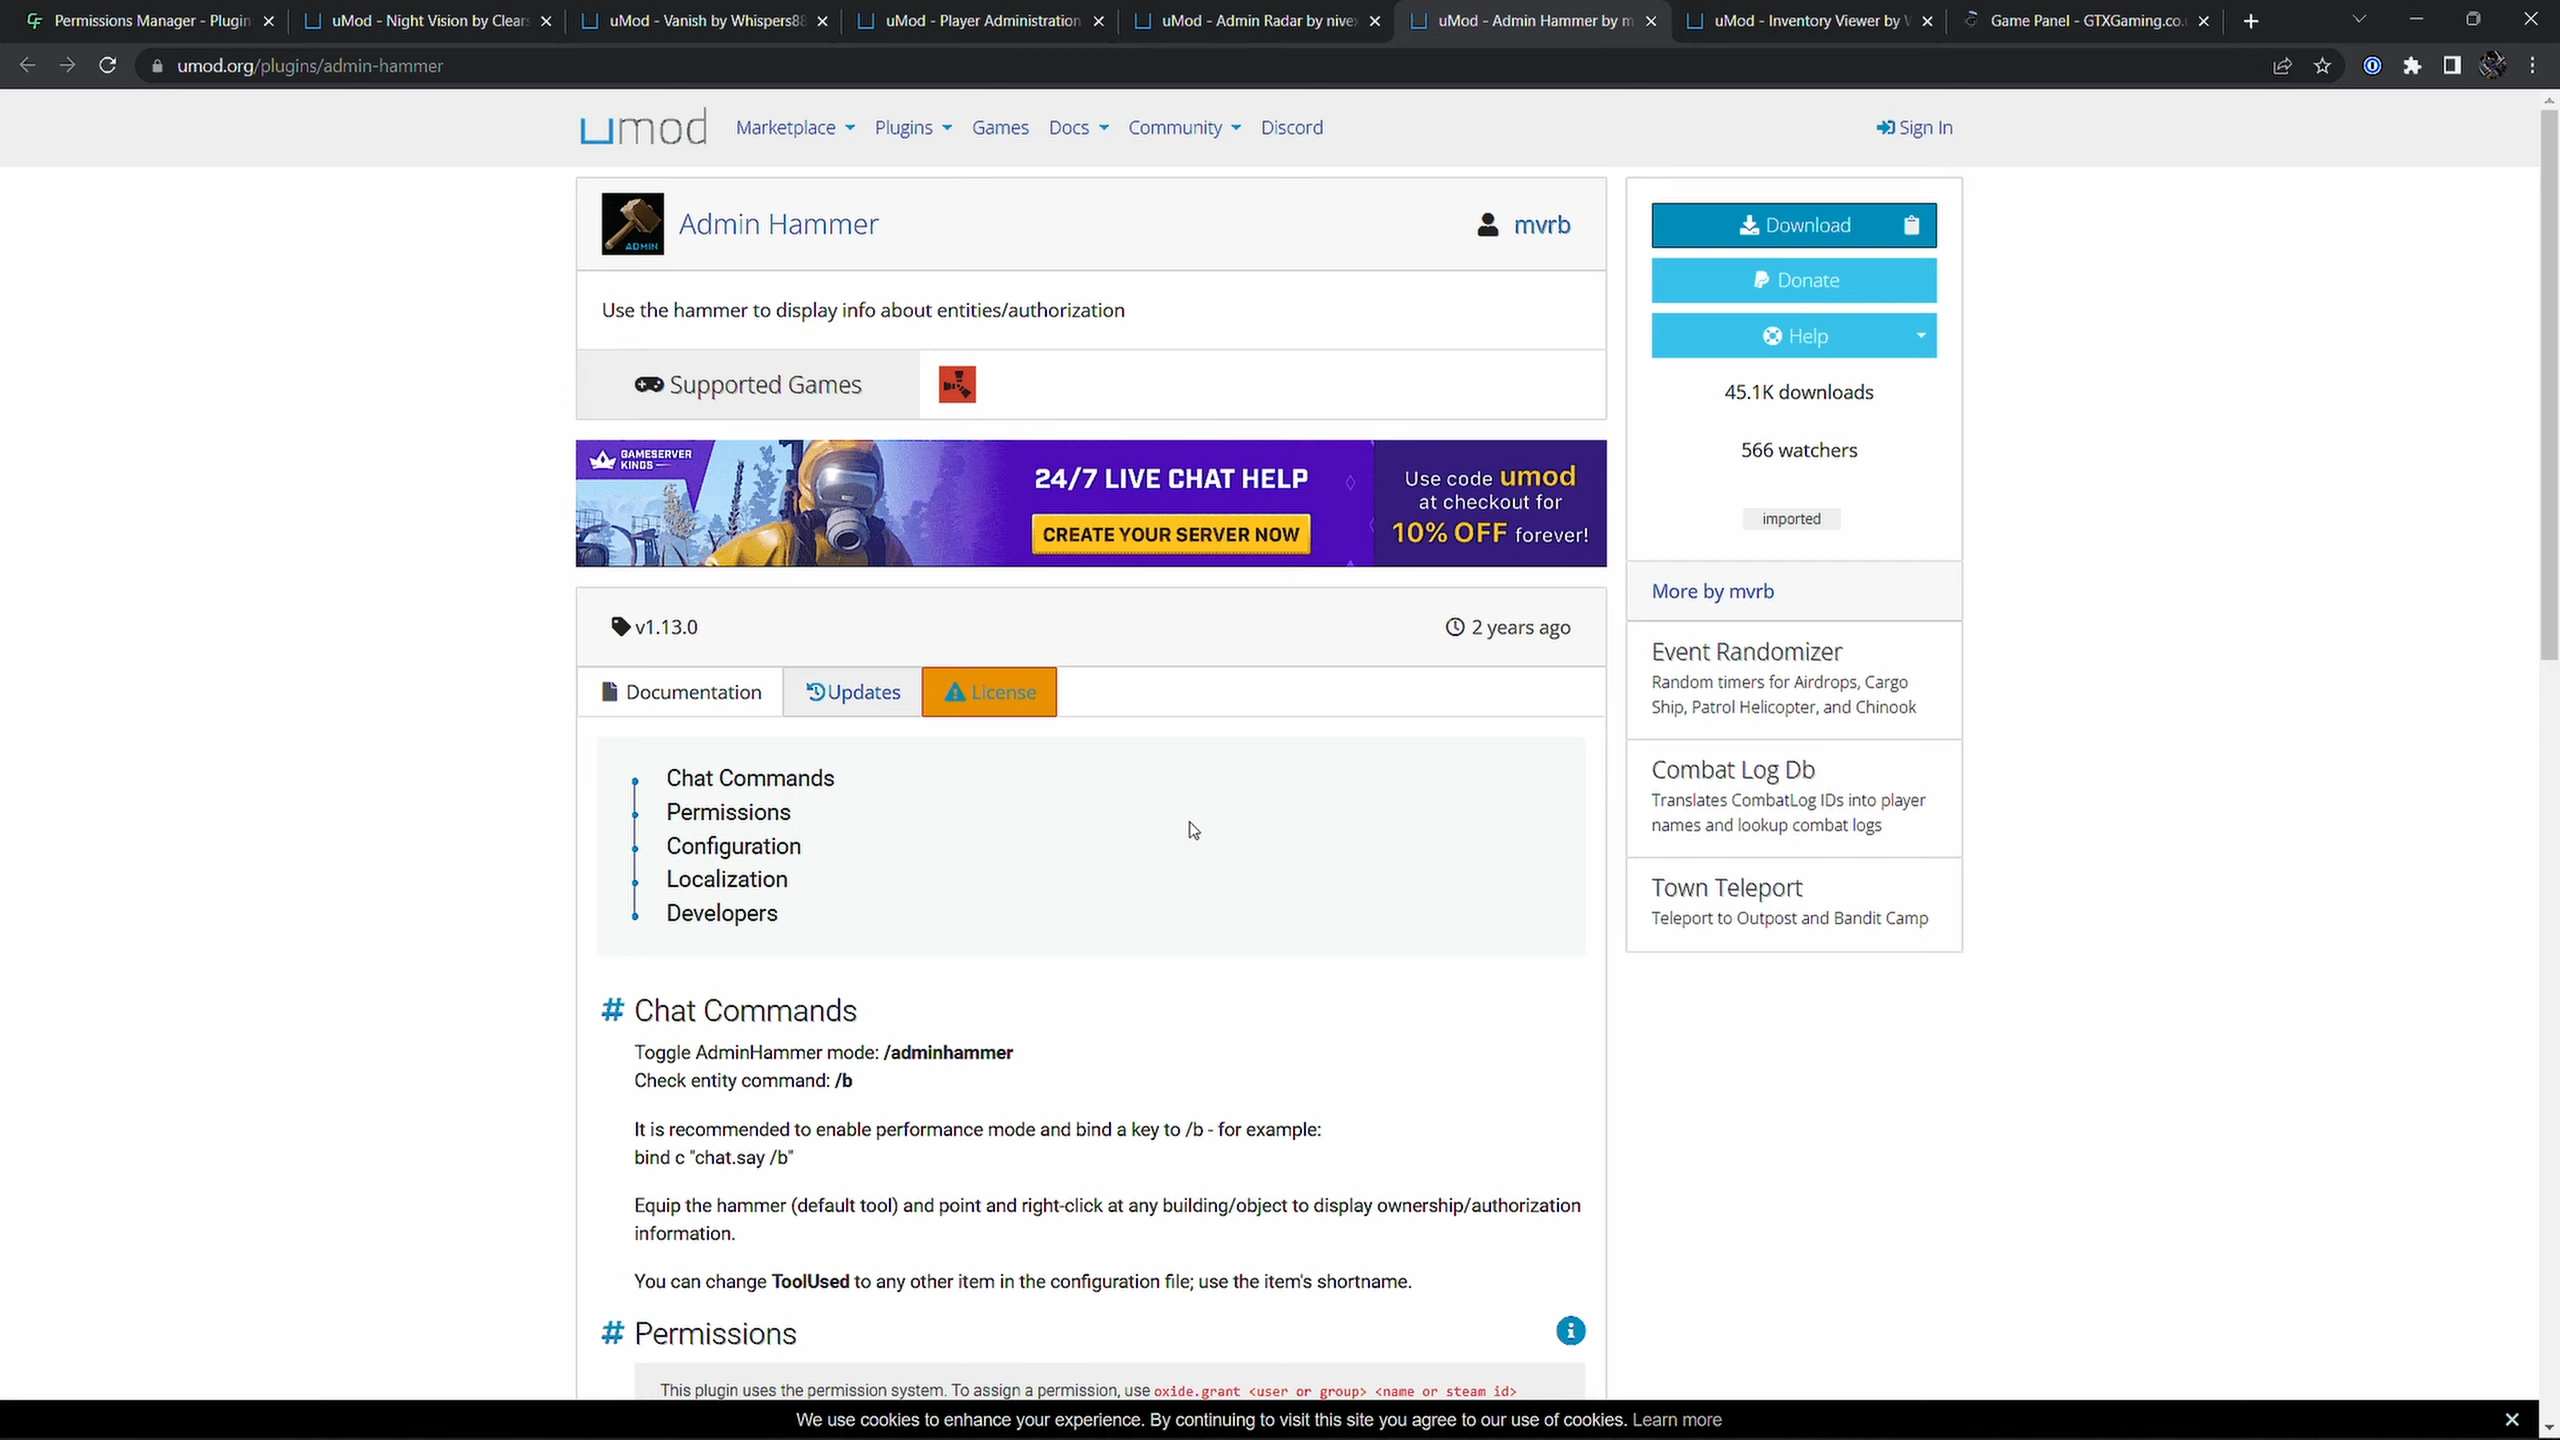 Permissions Manager - Plugin
uMod - Night Vision by Clears
uMod - Vanish by Whispers88
uMod - Player Administration
uMod - Admin Radar by nivex
uMod - Admin Hammer by m
uMod - Inventory Viewer by
Game Panel - GTXGaming.co.
umod.org/plugins/admin-hammer
umod
Marketplace
Plugins
Games
Docs
Community
Discord
Sign In
ADMIN
Admin Hammer
mvrb
Use the hammer to display info about entities/authorization
Supported Games
Download
Donate
Help
45.1K downloads
566 watchers
imported
GAMESERVER
KINGS
24/7 LIVE CHAT HELP
CREATE YOUR SERVER NOW
Use code umod
at checkout for
10% OFF forever!
More by mvrb
Event Randomizer
Random timers for Airdrops, Cargo
Ship, Patrol Helicopter, and Chinook
Combat Log Db
Translates CombatLog IDs into player
names and lookup combat logs
Town Teleport
Teleport to Outpost and Bandit Camp
v1.13.0
2 years ago
Documentation
Updates
License
Chat Commands
Permissions
Configuration
Localization
Developers
# Chat Commands
Toggle AdminHammer mode: /adminhammer
Check entity command: /b
It is recommended to enable performance mode and bind a key to /b - for example:
bind c "chat.say /b"
Equip the hammer (default tool) and point and right-click at any building/object to display ownership/authorization
information.
You can change ToolUsed to any other item in the configuration file; use the item's shortname.
# Permissions
This plugin uses the permission system. To assign a permission, use oxide.grant <user or group> <name or steam id>
We use cookies to enhance your experience. By continuing to visit this site you agree to our use of cookies. Learn more